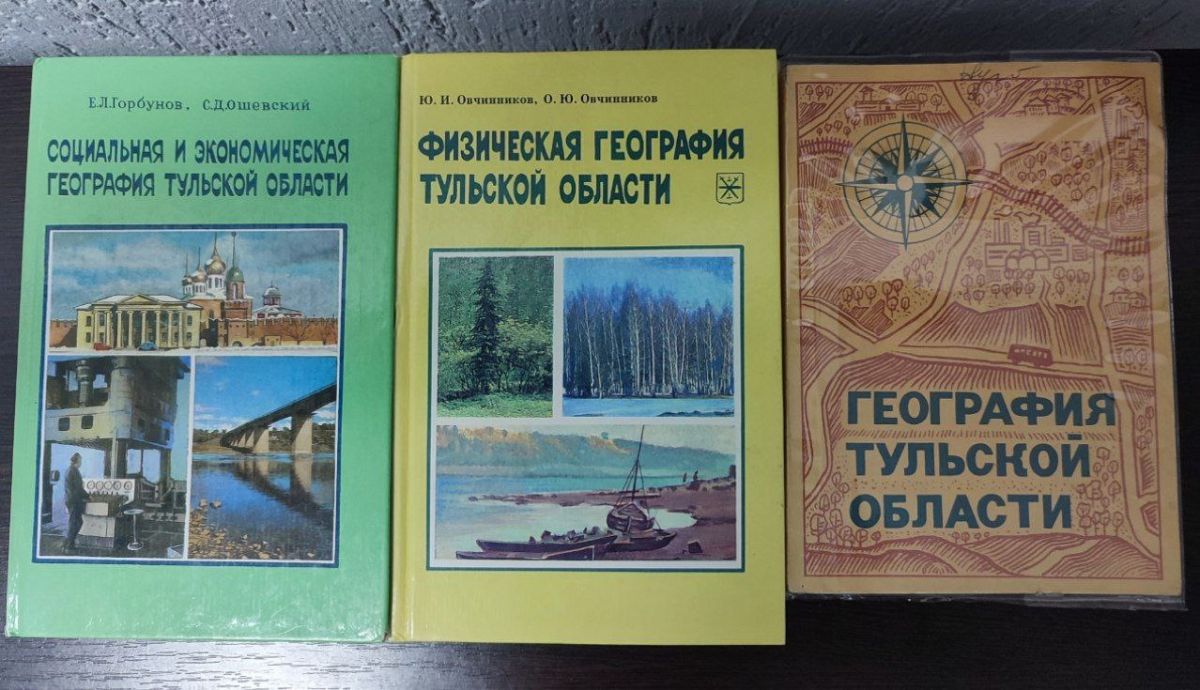 Е.Л.Горбунов, С.Д.Ошевский
СОЦИАЛЬНАЯ И ЭКОНОМИЧЕСКАЯ
ГЕОГРАФИЯ ТУЛЬСКОЙ ОБЛАСТИ
Ю. И. Овчинников, О. Ю. Овчинников
ФИЗИЧЕСКАЯ ГЕОГРАФИЯ
ТУЛЬСКОЙ ОБЛАСТИ
ГЕОГРАФИЯ
ТУЛЬСКОЙ
ОБЛАСТИ